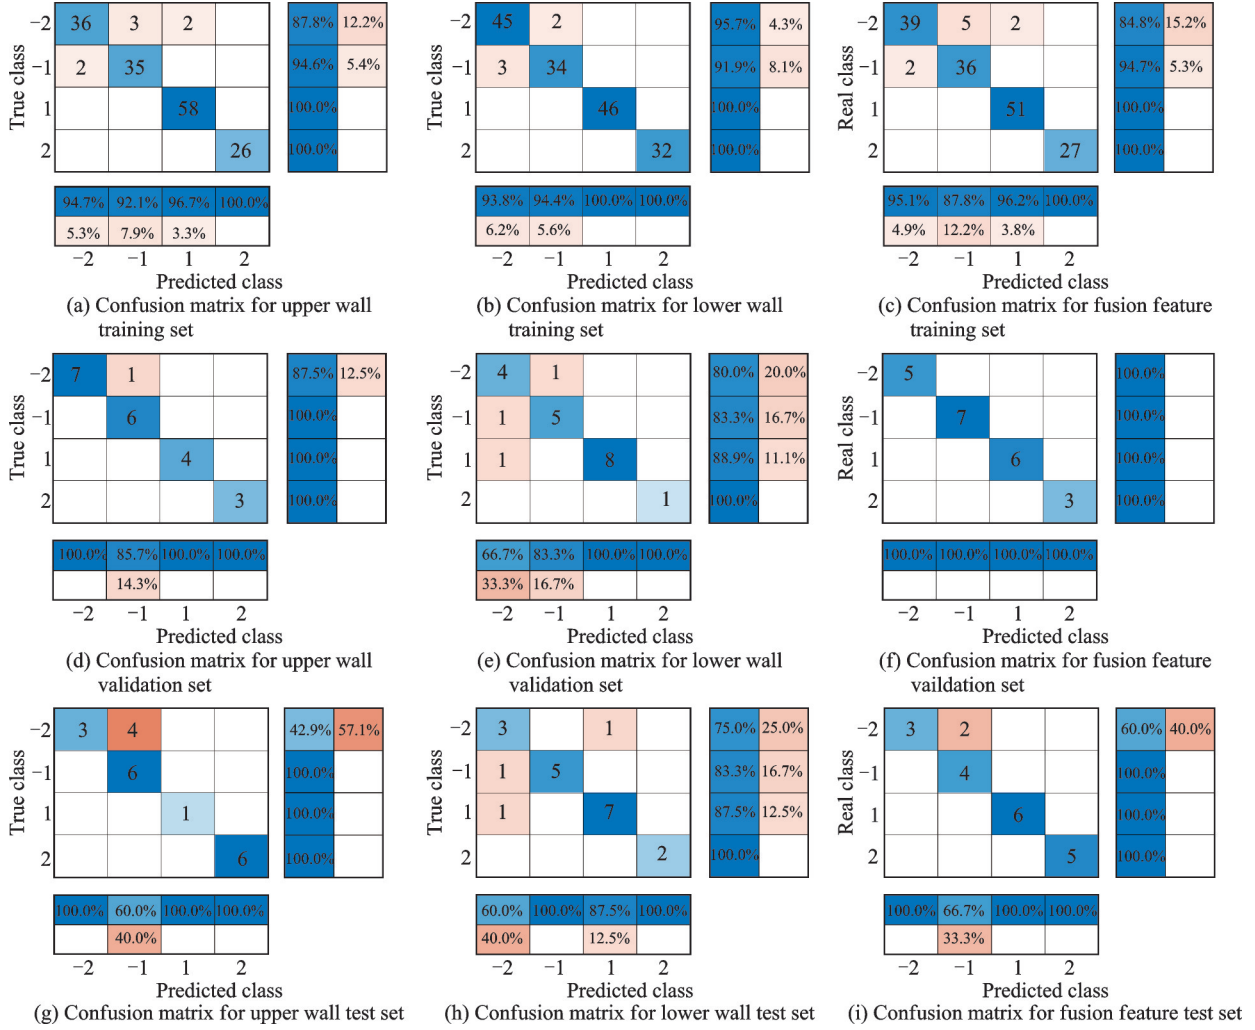 True class
−2 36 3 2 87.8% 12.2%
−1 2 35 94.6% 5.4%
1 58 100.0%
2 26 100.0%
94.7% 92.1% 96.7% 100.0%
5.3% 7.9% 3.3%
−2 −1 1 2
Predicted class
(a) Confusion matrix for upper wall
training set
True class
−2 45 2 95.7% 4.3%
−1 3 34 91.9% 8.1%
1 46 100.0%
2 32 100.0%
93.8% 94.4% 100.0% 100.0%
6.2% 5.6%
−2 −1 1 2
Predicted class
(b) Confusion matrix for lower wall
training set
Real class
−2 39 5 2 84.8% 15.2%
−1 2 36 94.7% 5.3%
1 51 100.0%
2 27 100.0%
95.1% 87.8% 96.2% 100.0%
4.9% 12.2% 3.8%
−2 −1 1 2
Predicted class
(c) Confusion matrix for fusion feature
training set
True class
−2 7 1 87.5% 12.5%
−1 6 100.0%
1 4 100.0%
2 3 100.0%
100.0% 85.7% 100.0% 100.0%
14.3%
−2 −1 1 2
Predicted class
(d) Confusion matrix for upper wall
validation set
True class
−2 4 1 80.0% 20.0%
−1 1 5 83.3% 16.7%
1 1 8 88.9% 11.1%
2 1 100.0%
66.7% 83.3% 100.0% 100.0%
33.3% 16.7%
−2 −1 1 2
Predicted class
(e) Confusion matrix for lower wall
validation set
Real class
−2 5 100.0%
−1 7 100.0%
1 6 100.0%
2 3 100.0%
100.0% 100.0% 100.0% 100.0%
−2 −1 1 2
Predicted class
(f) Confusion matrix for fusion feature
vaildation set
True class
−2 3 4 42.9% 57.1%
−1 6 100.0%
1 1 100.0%
2 6 100.0%
100.0% 60.0% 100.0% 100.0%
40.0%
−2 −1 1 2
Predicted class
(g) Confusion matrix for upper wall test set
True class
−2 3 1 75.0% 25.0%
−1 1 5 83.3% 16.7%
1 1 7 87.5% 12.5%
2 2 100.0%
60.0% 100.0% 87.5% 100.0%
40.0% 12.5%
−2 −1 1 2
Predicted class
(h) Confusion matrix for lower wall test set
Real class
−2 3 2 60.0% 40.0%
−1 4 100.0%
1 6 100.0%
2 5 100.0%
100.0% 66.7% 100.0% 100.0%
33.3%
−2 −1 1 2
Predicted class
(i) Confusion matrix for fusion feature test set